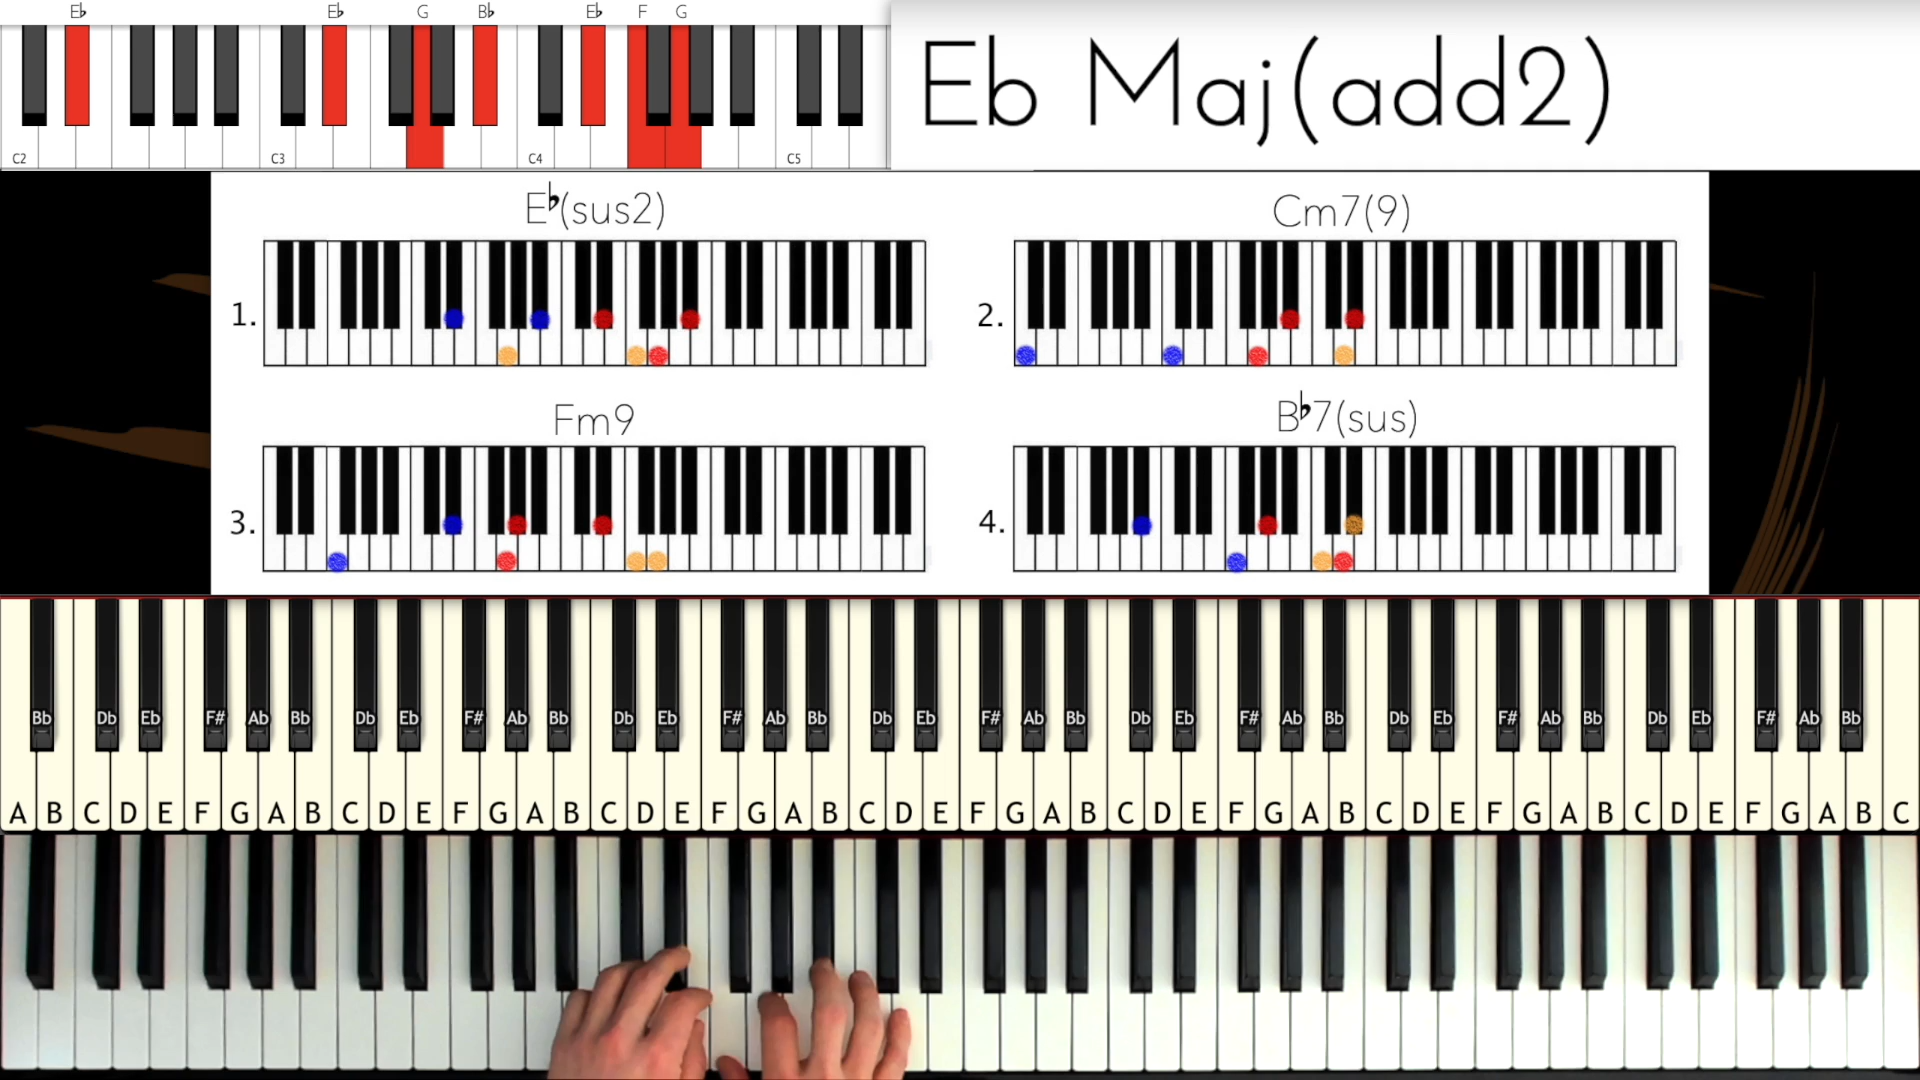 E♭ E♭ G B♭ E♭ F G
Eb Maj(add2)
C2 C3 C4 C5
E♭(sus2) Cm7(9)
1. 2.
Fm9 B♭7(sus)
3. 4.
Bb Db Eb F# Ab Bb Db Eb F# Ab Bb Db Eb F# Ab Bb Db Eb F# Ab Bb Db Eb F# Ab Bb Db Eb F# Ab Bb Db Eb F# Ab Bb
A B C D E F G A B C D E F G A B C D E F G A B C D E F G A B C D E F G A B C D E F G A B C D E F G A B C